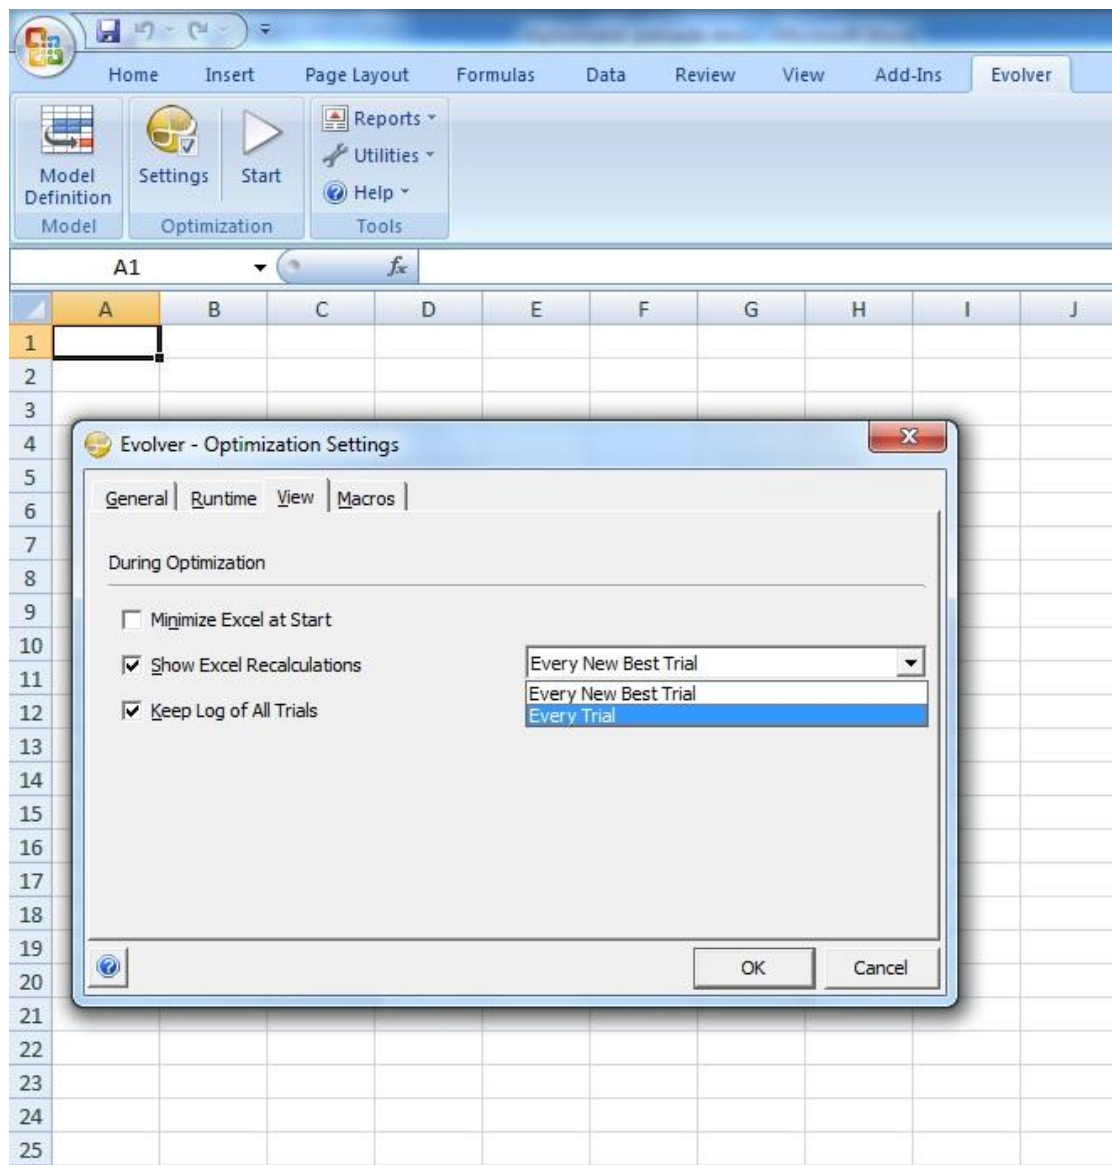 Home Insert Page Layout Formulas Data Review View Add-Ins Evolver
Reports
Utilities
Help
Model Definition
Settings Start
Model Optimization Tools
A1 fx
A B C D E F G H I J
1
2
3
4
Evolver - Optimization Settings
5
General Runtime View Macros
6
7
During Optimization
8
9
Minimize Excel at Start
10
Show Excel Recalculations Every New Best Trial
11
Every New Best Trial
12
Keep Log of All Trials Every Trial
13
14
15
16
17
18
19
OK Cancel
20
21
22
23
24
25